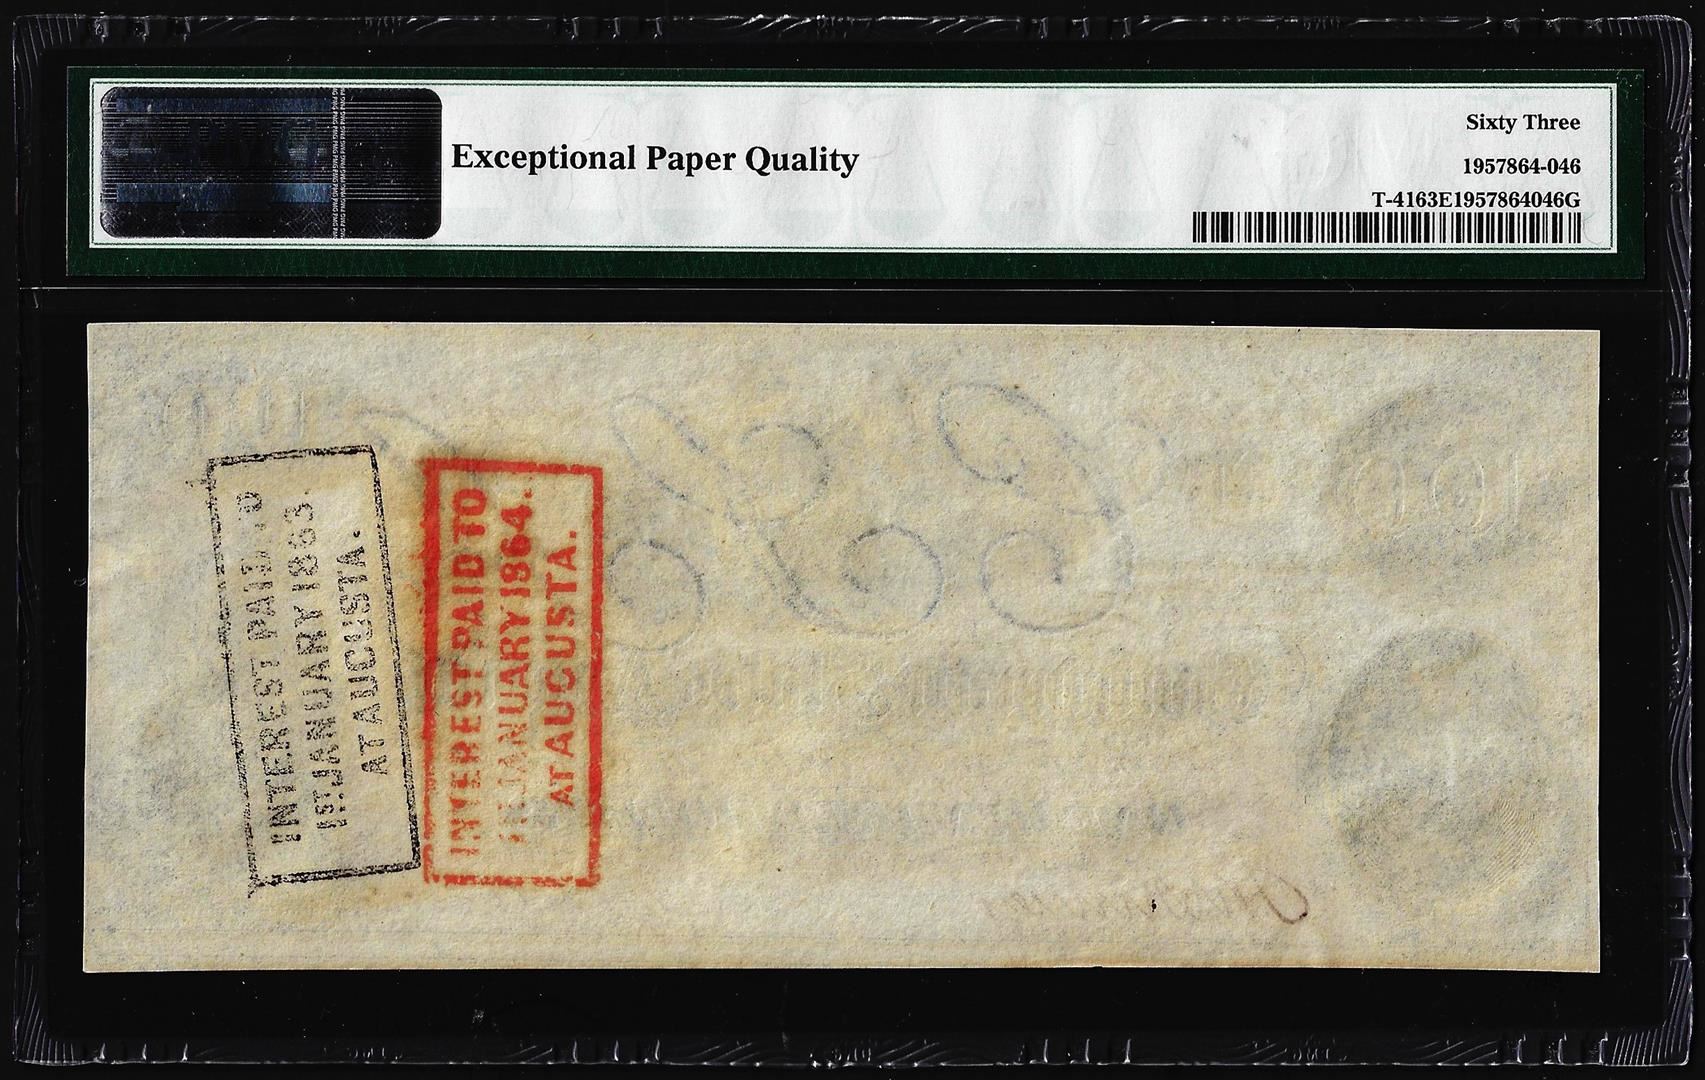 Exceptional Paper Quality
Sixty Three
1957864-046
T-4163E1957864046G
INTEREST PAID TO
1ST JANUARY 1863.
AT AUGUSTA.
INTEREST PAID TO
1ST JANUARY 1864.
AT AUGUSTA.